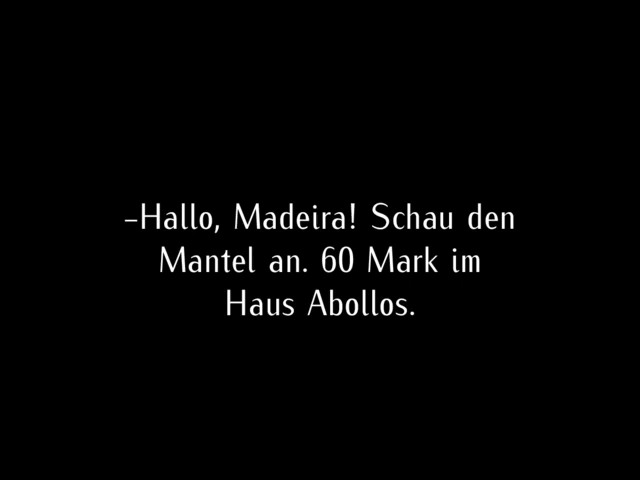 –Hallo, Madeira! Schau den
Mantel an. 60 Mark im
Haus Abollos.